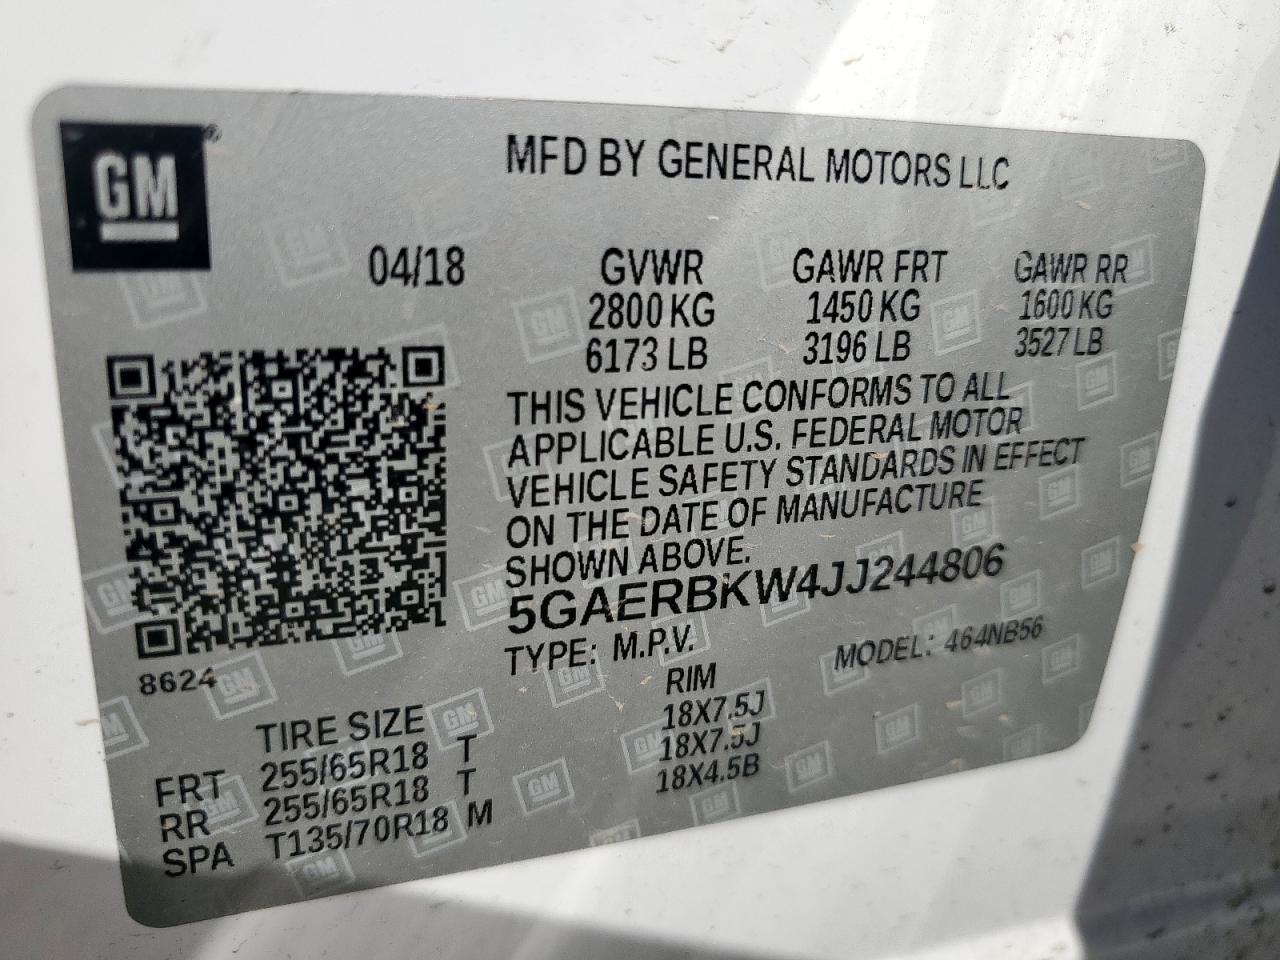 GM
MFD BY GENERAL MOTORS LLC
04/18
GVWR GAWR FRT GAWR RR
2800 KG 1450 KG 1600 KG
6173 LB 3196 LB 3527 LB
THIS VEHICLE CONFORMS TO ALL
APPLICABLE U.S. FEDERAL MOTOR
VEHICLE SAFETY STANDARDS IN EFFECT
ON THE DATE OF MANUFACTURE
SHOWN ABOVE.
5GAERBKW4JJ244806
TYPE: M.P.V. MODEL: 464NB56
8624
TIRE SIZE RIM
FRT 255/65R18 T 18X7.5J
RR 255/65R18 T 18X7.5J
SPA T135/70R18 M 18X4.5B